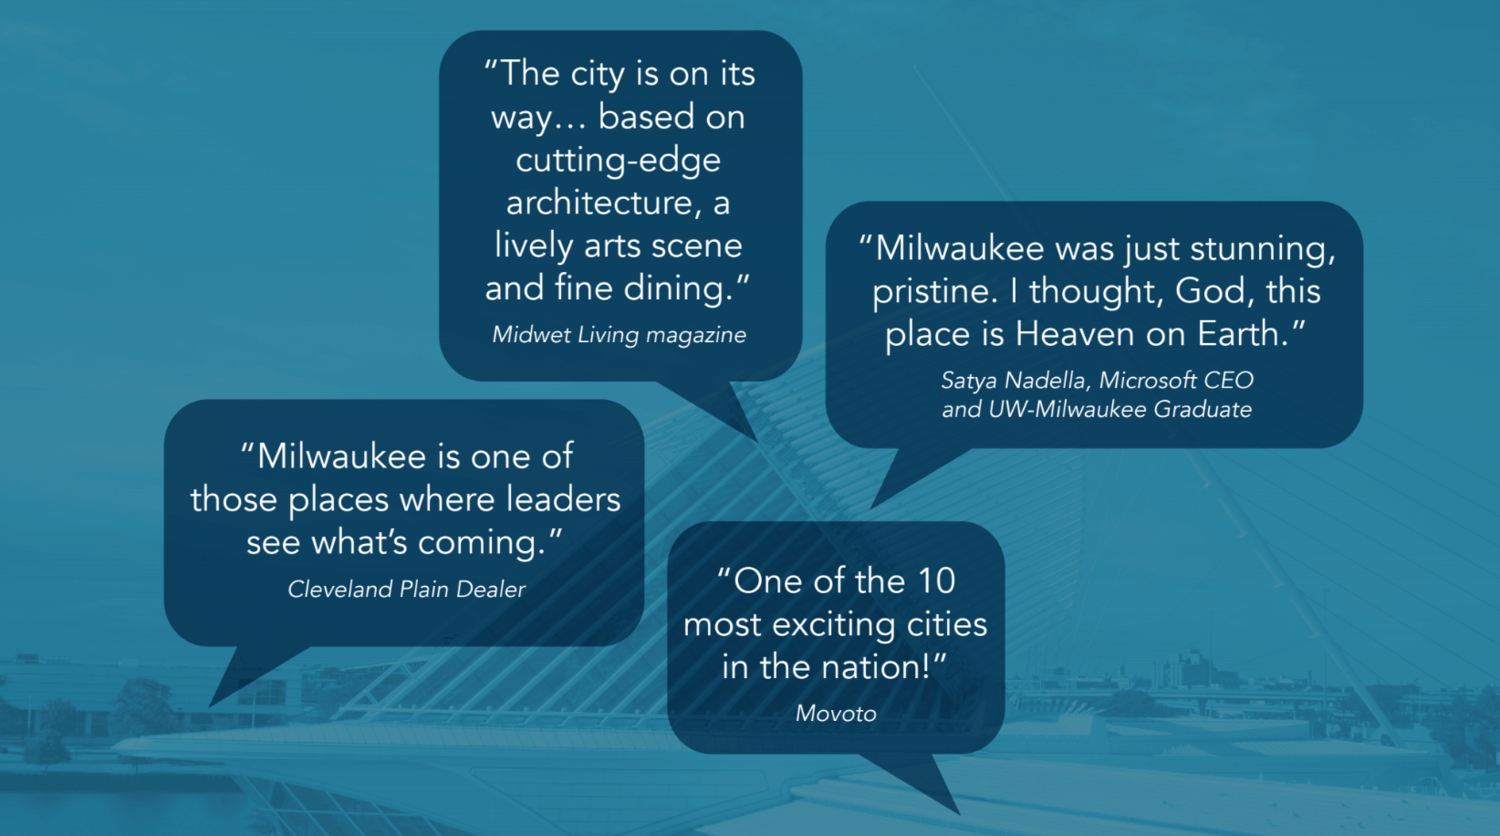 “The city is on its
way... based on
cutting-edge
architecture, a
lively arts scene
and fine dining.”
Midwet Living magazine
“Milwaukee was just stunning,
pristine. I thought, God, this
place is Heaven on Earth.”
Satya Nadella, Microsoft CEO
and UW-Milwaukee Graduate
“Milwaukee is one of
those places where leaders
see what’s coming.”
Cleveland Plain Dealer
“One of the 10
most exciting cities
in the nation!”
Movoto